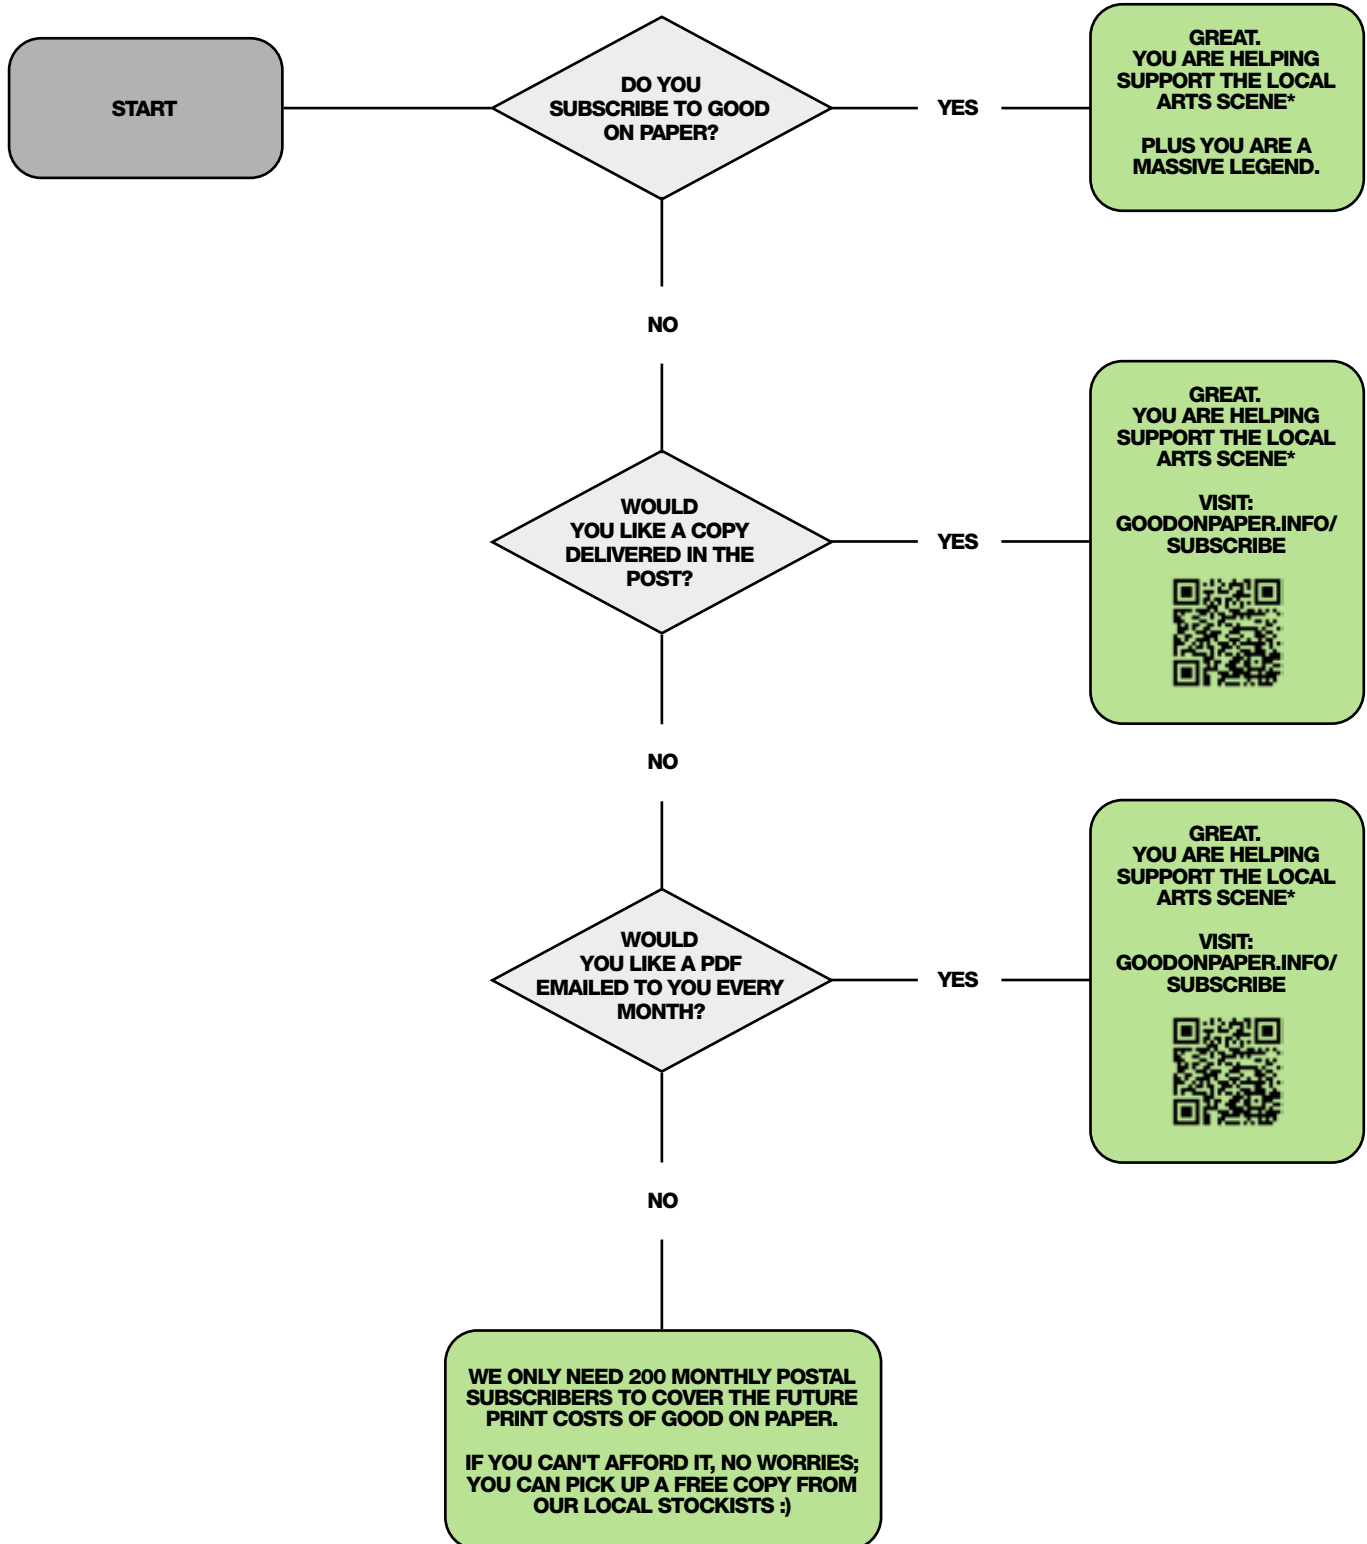 START
DO YOU
SUBSCRIBE TO GOOD
ON PAPER?
YES
GREAT.
YOU ARE HELPING
SUPPORT THE LOCAL
ARTS SCENE*
PLUS YOU ARE A
MASSIVE LEGEND.
NO
WOULD
YOU LIKE A COPY
DELIVERED IN THE
POST?
YES
GREAT.
YOU ARE HELPING
SUPPORT THE LOCAL
ARTS SCENE*
VISIT:
GOODONPAPER.INFO/
SUBSCRIBE
NO
WOULD
YOU LIKE A PDF
EMAILED TO YOU EVERY
MONTH?
YES
GREAT.
YOU ARE HELPING
SUPPORT THE LOCAL
ARTS SCENE*
VISIT:
GOODONPAPER.INFO/
SUBSCRIBE
NO
WE ONLY NEED 200 MONTHLY POSTAL
SUBSCRIBERS TO COVER THE FUTURE
PRINT COSTS OF GOOD ON PAPER.
IF YOU CAN'T AFFORD IT, NO WORRIES;
YOU CAN PICK UP A FREE COPY FROM
OUR LOCAL STOCKISTS :)